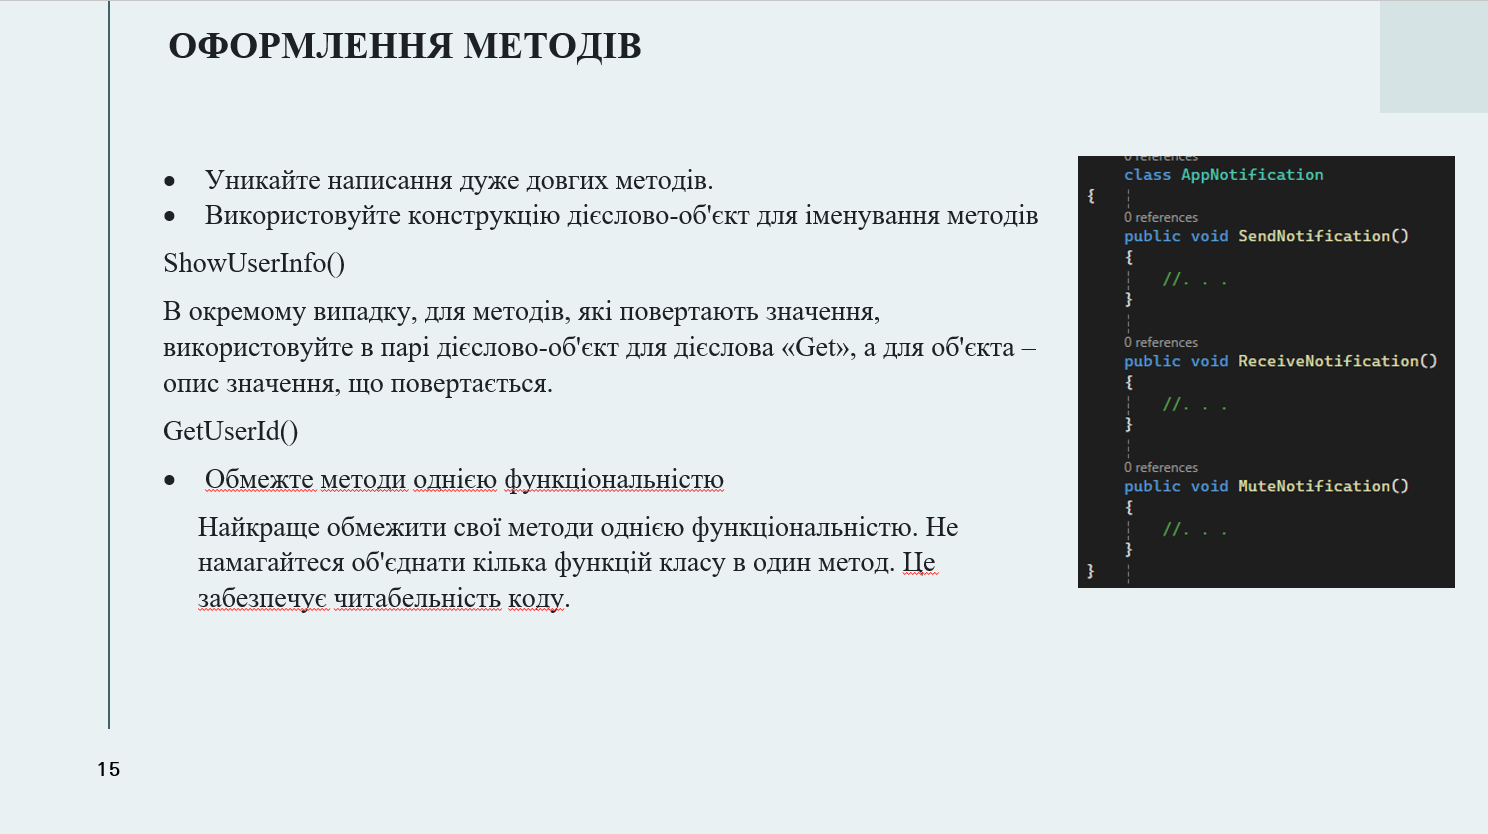 ОФОРМЛЕННЯ МЕТОДІВ
• Уникайте написання дуже довгих методів.
• Використовуйте конструкцію дієслово-об'єкт для іменування методів
ShowUserInfo()
В окремому випадку, для методів, які повертають значення,
використовуйте в парі дієслово-об'єкт для дієслова «Get», а для об'єкта –
опис значення, що повертається.
GetUserId()
• Обмежте методи однією функціональністю
Найкраще обмежити свої методи однією функціональністю. Не
намагайтеся об'єднати кілька функцій класу в один метод. Це
забезпечує читабельність коду.
0 references
class AppNotification
{
0 references
public void SendNotification()
{
//. . .
}
0 references
public void ReceiveNotification()
{
//. . .
}
0 references
public void MuteNotification()
{
//. . .
}
}
15